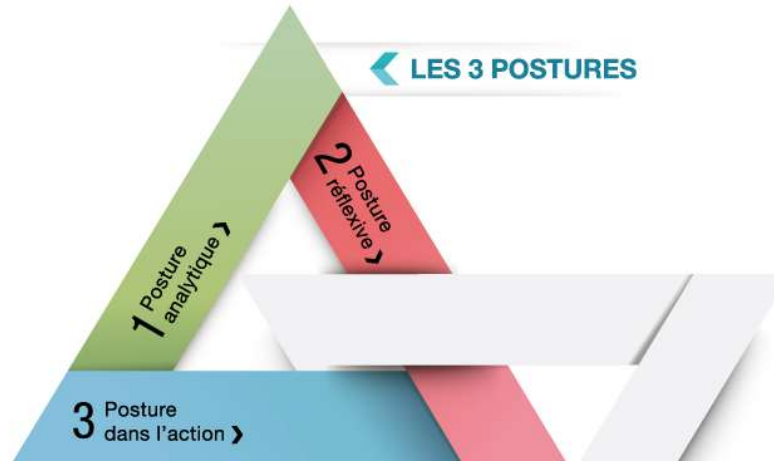 LES 3 POSTURES
1 Posture
analytique
2 Posture
réflexive
3 Posture
dans l'action